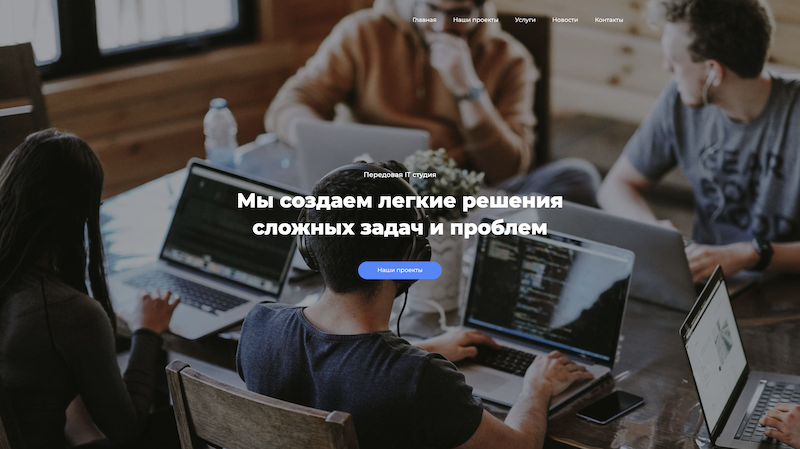 Главная Наши проекты Услуги Новости Контакты
Передовая IT студия
Мы создаем легкие решения
сложных задач и проблем
Наши проекты